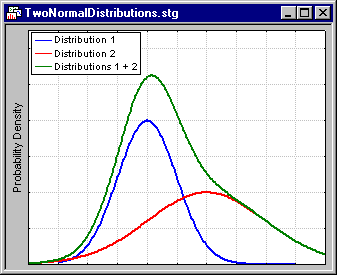 TwoNormalDistributions.stg
Distribution 1
Distribution 2
Distributions 1 + 2
Probability Density